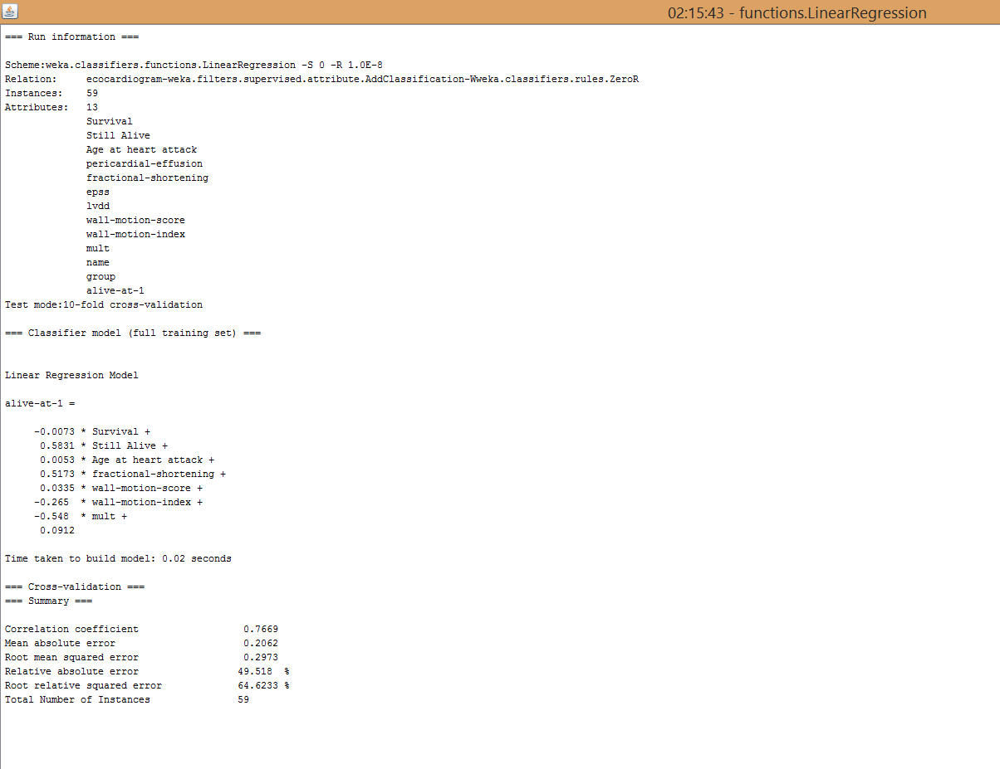 02:15:43 - functions.LinearRegression
=== Run information ===
Scheme:weka.classifiers.functions.LinearRegression -S 0 -R 1.0E-8
Relation: ecocardiogram-weka.filters.supervised.attribute.AddClassification-Wweka.classifiers.rules.ZeroR
Instances: 59
Attributes: 13
Survival
Still Alive
Age at heart attack
pericardial-effusion
fractional-shortening
epss
lvdd
wall-motion-score
wall-motion-index
mult
name
group
alive-at-1
Test mode:10-fold cross-validation
=== Classifier model (full training set) ===
Linear Regression Model
alive-at-1 =
-0.0073 * Survival +
0.5831 * Still Alive +
0.0053 * Age at heart attack +
0.5173 * fractional-shortening +
0.0335 * wall-motion-score +
-0.265 * wall-motion-index +
-0.548 * mult +
0.0912
Time taken to build model: 0.02 seconds
=== Cross-validation ===
=== Summary ===
Correlation coefficient 0.7669
Mean absolute error 0.2062
Root mean squared error 0.2973
Relative absolute error 49.518 %
Root relative squared error 64.6233 %
Total Number of Instances 59